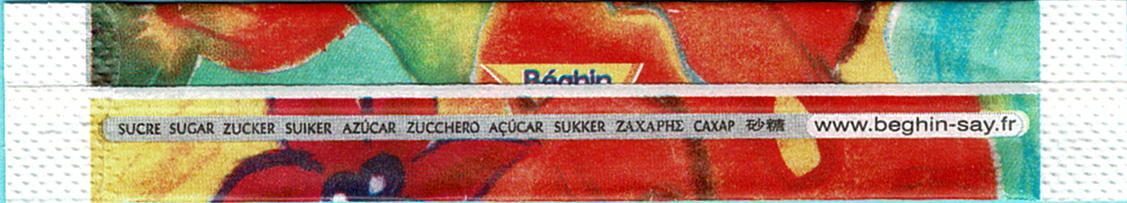 Béghin
SUCRE SUGAR ZUCKER SUIKER AZÚCAR ZUCCHERO AÇÚCAR SUKKER ΖΑΧΑΡΗΣ CAXAP 砂糖 www.beghin-say.fr